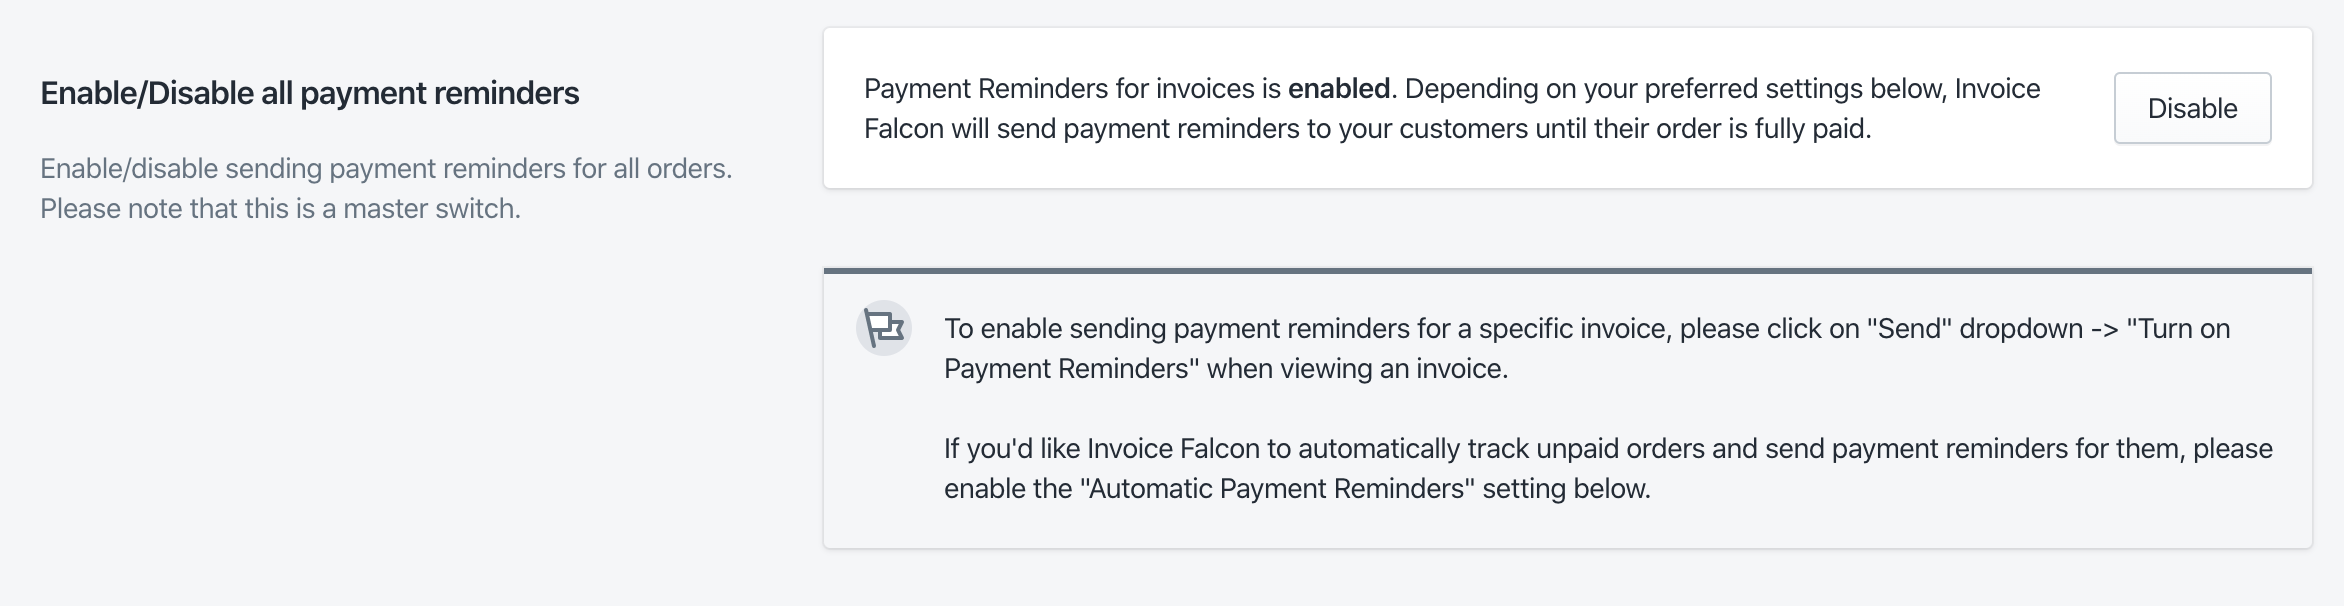 Enable/Disable all payment reminders
Enable/disable sending payment reminders for all orders.
Please note that this is a master switch.
Payment Reminders for invoices is enabled. Depending on your preferred settings below, Invoice
Falcon will send payment reminders to your customers until their order is fully paid.
Disable
To enable sending payment reminders for a specific invoice, please click on "Send" dropdown -> "Turn on
Payment Reminders" when viewing an invoice.
If you'd like Invoice Falcon to automatically track unpaid orders and send payment reminders for them, please
enable the "Automatic Payment Reminders" setting below.